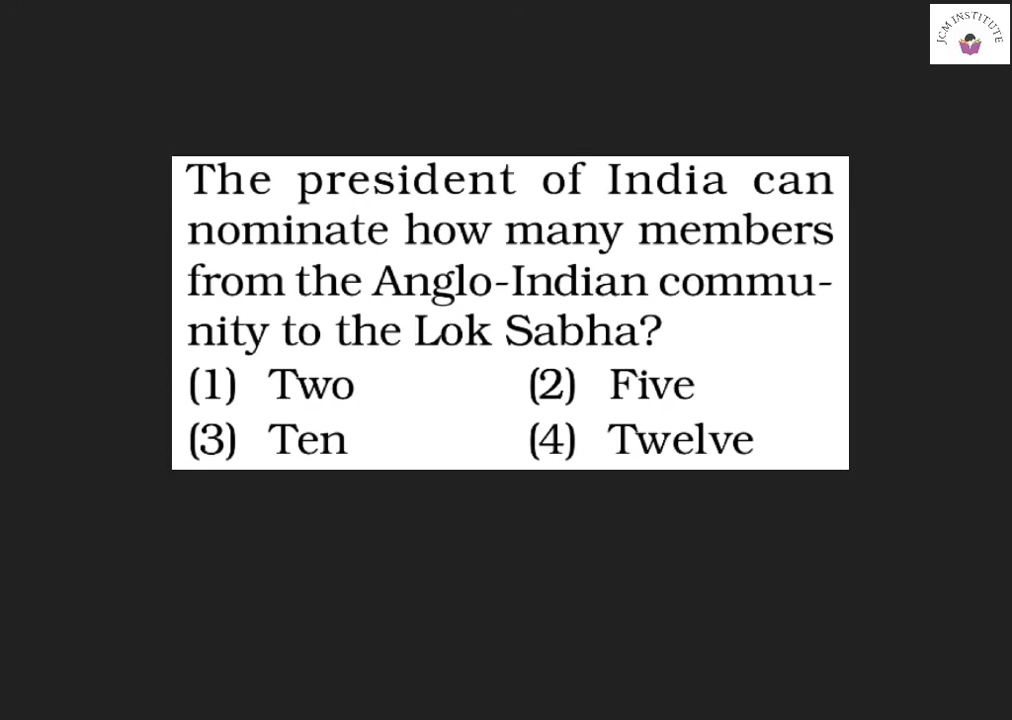 JCM INSTITUTE
The president of India can
nominate how many members
from the Anglo-Indian commu-
nity to the Lok Sabha?
(1) Two (2) Five
(3) Ten (4) Twelve